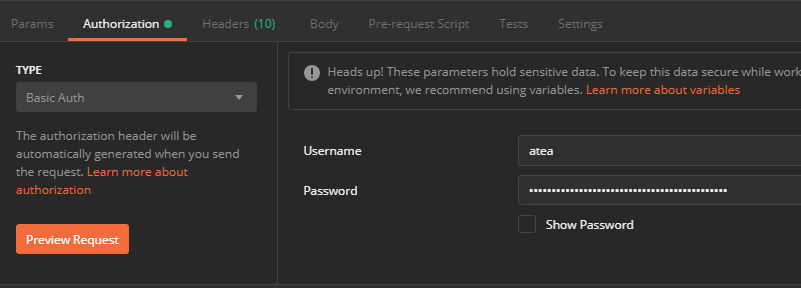 Params Authorization Headers (10) Body Pre-request Script Tests Settings
TYPE
Basic Auth
The authorization header will be
automatically generated when you send
the request. Learn more about
authorization
Preview Request
Heads up! These parameters hold sensitive data. To keep this data secure while work
environment, we recommend using variables. Learn more about variables
Username atea
Password ••••••••••••••••••••••••••••••••••••••••••••
Show Password